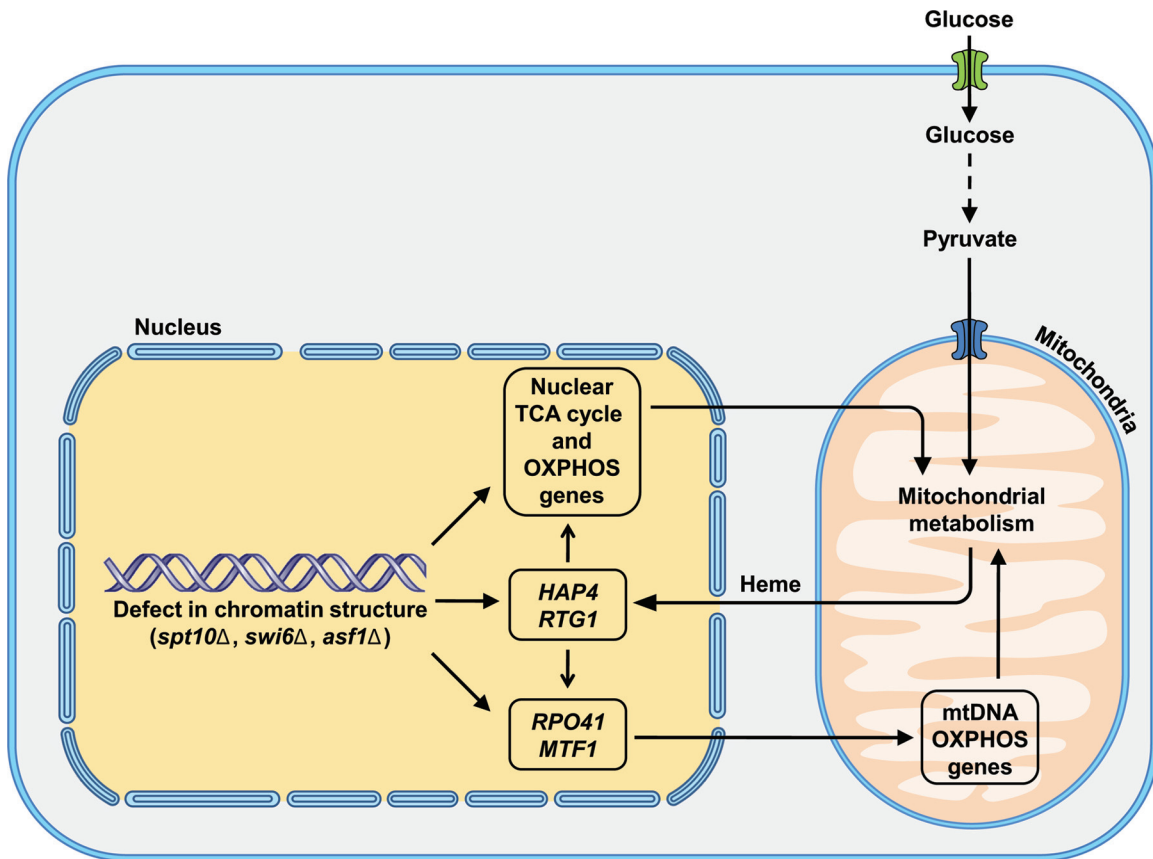 Glucose
Glucose
Pyruvate
Nucleus
Mitochondria
Nuclear
TCA cycle
and
OXPHOS
genes
Mitochondrial
metabolism
Defect in chromatin structure
(spt10Δ, swi6Δ, asf1Δ)
HAP4
RTG1
Heme
RPO41
MTF1
mtDNA
OXPHOS
genes